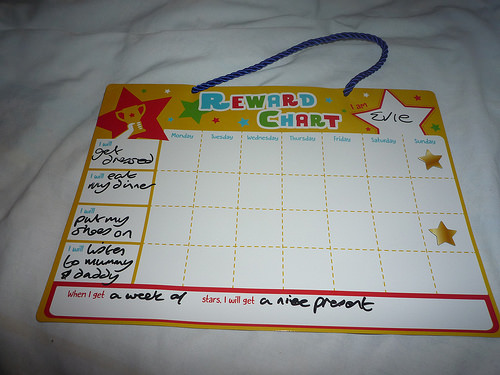 REWARD
CHART
I am
Evie
Monday Tuesday Wednesday Thursday Friday Saturday Sunday
I will
get
dressed
I will eat
my dinner
I will
put my
shoes on
I will listen
to mummy
& daddy
When I get a week of stars, I will get a nice present